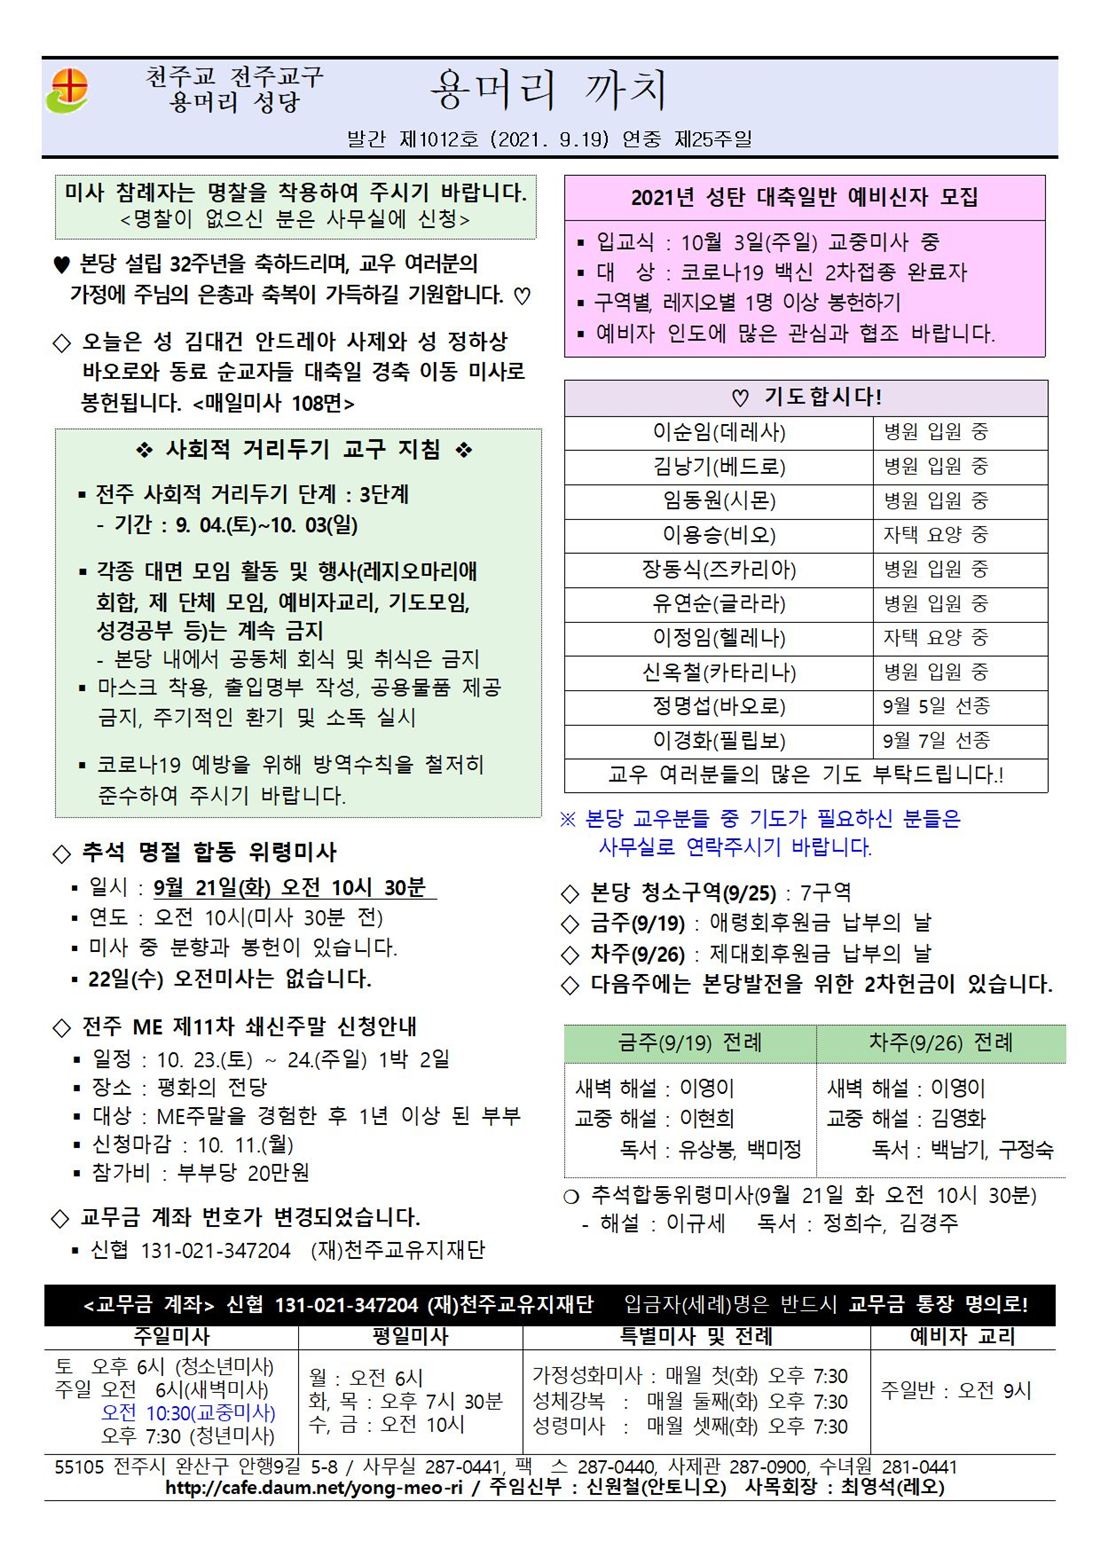 천주교 전주교구
용머리 성당
용머리 까치
발간 제1012호 (2021. 9.19) 연중 제25주일
미사 참례자는 명찰을 착용하여 주시기 바랍니다.
<명찰이 없으신 분은 사무실에 신청>
♥ 본당 설립 32주년을 축하드리며, 교우 여러분의
가정에 주님의 은총과 축복이 가득하길 기원합니다. ♡
◇ 오늘은 성 김대건 안드레아 사제와 성 정하상
바오로와 동료 순교자들 대축일 경축 이동 미사로
봉헌됩니다. <매일미사 108면>
❖ 사회적 거리두기 교구 지침 ❖
▪ 전주 사회적 거리두기 단계 : 3단계
- 기간 : 9. 04.(토)~10. 03(일)
▪ 각종 대면 모임 활동 및 행사(레지오마리애
회합, 제 단체 모임, 예비자교리, 기도모임,
성경공부 등)는 계속 금지
- 본당 내에서 공동체 회식 및 취식은 금지
▪ 마스크 착용, 출입명부 작성, 공용물품 제공
금지, 주기적인 환기 및 소독 실시
▪ 코로나19 예방을 위해 방역수칙을 철저히
준수하여 주시기 바랍니다.
◇ 추석 명절 합동 위령미사
▪ 일시 : 9월 21일(화) 오전 10시 30분
▪ 연도 : 오전 10시(미사 30분 전)
▪ 미사 중 분향과 봉헌이 있습니다.
▪ 22일(수) 오전미사는 없습니다.
◇ 전주 ME 제11차 쇄신주말 신청안내
▪ 일정 : 10. 23.(토) ~ 24.(주일) 1박 2일
▪ 장소 : 평화의 전당
▪ 대상 : ME주말을 경험한 후 1년 이상 된 부부
▪ 신청마감 : 10. 11.(월)
▪ 참가비 : 부부당 20만원
◇ 교무금 계좌 번호가 변경되었습니다.
▪ 신협 131-021-347204 (재)천주교유지재단
2021년 성탄 대축일반 예비신자 모집
▪ 입교식 : 10월 3일(주일) 교중미사 중
▪ 대 상 : 코로나19 백신 2차접종 완료자
▪ 구역별, 레지오별 1명 이상 봉헌하기
▪ 예비자 인도에 많은 관심과 협조 바랍니다.
♡ 기도합시다!
이순임(데레사) 병원 입원 중
김낭기(베드로) 병원 입원 중
임동원(시몬) 병원 입원 중
이용승(비오) 자택 요양 중
장동식(즈카리아) 병원 입원 중
유연순(글라라) 병원 입원 중
이정임(헬레나) 자택 요양 중
신옥철(카타리나) 병원 입원 중
정명섭(바오로) 9월 5일 선종
이경화(필립보) 9월 7일 선종
교우 여러분들의 많은 기도 부탁드립니다.!
※ 본당 교우분들 중 기도가 필요하신 분들은
사무실로 연락주시기 바랍니다.
◇ 본당 청소구역(9/25) : 7구역
◇ 금주(9/19) : 애령회후원금 납부의 날
◇ 차주(9/26) : 제대회후원금 납부의 날
◇ 다음주에는 본당발전을 위한 2차헌금이 있습니다.
금주(9/19) 전례 차주(9/26) 전례
새벽 해설 : 이영이 새벽 해설 : 이영이
교중 해설 : 이현희 교중 해설 : 김영화
독서 : 유상봉, 백미정 독서 : 백남기, 구정숙
❍ 추석합동위령미사(9월 21일 화 오전 10시 30분)
- 해설 : 이규세 독서 : 정희수, 김경주
<교무금 계좌> 신협 131-021-347204 (재)천주교유지재단 입금자(세례)명은 반드시 교무금 통장 명의로!
주일미사 평일미사 특별미사 및 전례 예비자 교리
토 오후 6시 (청소년미사)
주일 오전 6시(새벽미사)
오전 10:30(교중미사)
오후 7:30 (청년미사)
월 : 오전 6시
화, 목 : 오후 7시 30분
수, 금 : 오전 10시
가정성화미사 : 매월 첫(화) 오후 7:30
성체강복 : 매월 둘째(화) 오후 7:30
성령미사 : 매월 셋째(화) 오후 7:30
주일반 : 오전 9시
55105 전주시 완산구 안행9길 5-8 / 사무실 287-0441, 팩 스 287-0440, 사제관 287-0900, 수녀원 281-0441
http://cafe.daum.net/yong-meo-ri / 주임신부 : 신원철(안토니오) 사목회장 : 최영석(레오)